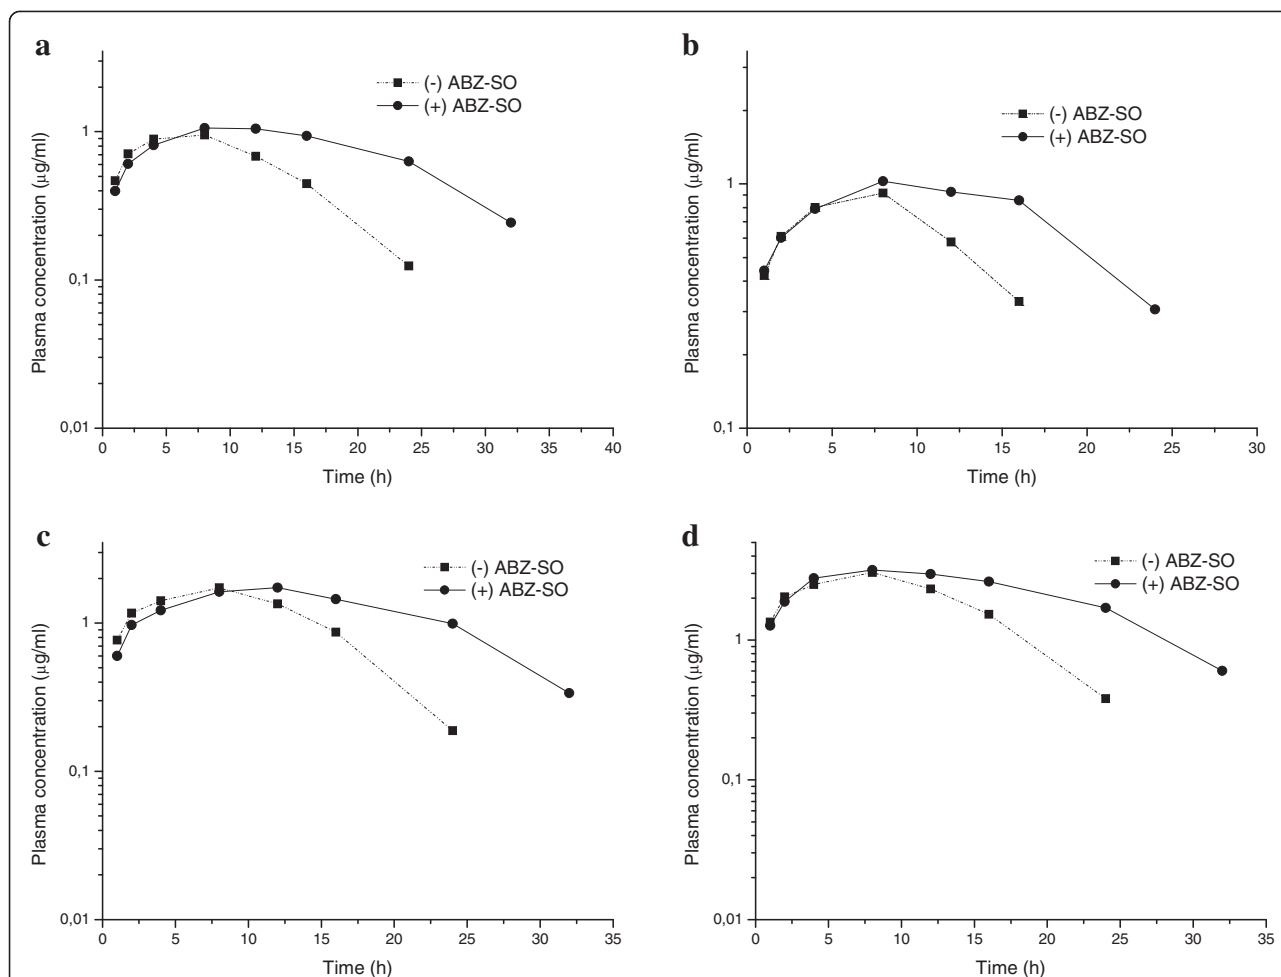 a
(-) ABZ-SO
(+) ABZ-SO
Plasma concentration (µg/ml)
1
0,1
0,01
0 5 10 15 20 25 30 35 40
Time (h)
b
(-) ABZ-SO
(+) ABZ-SO
Plasma concentration (µg/ml)
1
0,1
0 5 10 15 20 25 30
Time (h)
c
(-) ABZ-SO
(+) ABZ-SO
Plasma concentration (µg/ml)
1
0,1
0,01
0 5 10 15 20 25 30 35
Time (h)
d
(-) ABZ-SO
(+) ABZ-SO
Plasma concentration (µg/ml)
1
0,1
0,01
0 5 10 15 20 25 30 35
Time (h)